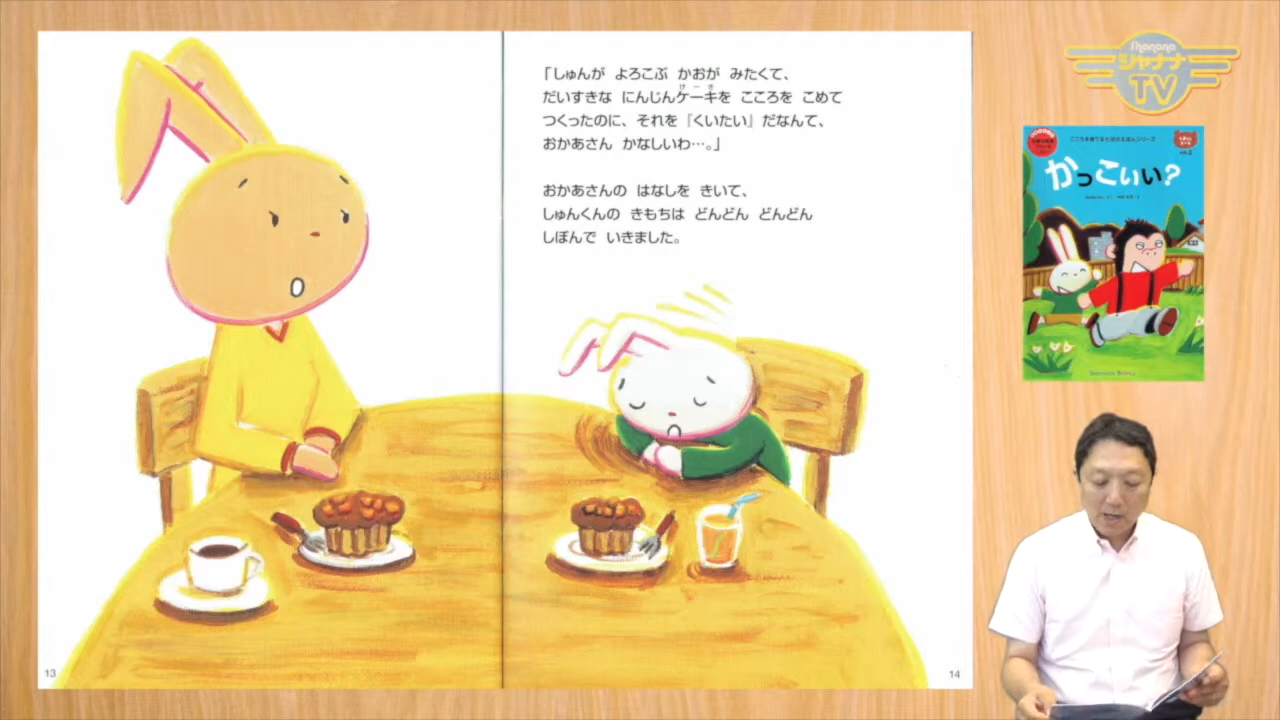 「しゅんが よろこぶ かおが みたくて、
だいすきな にんじんケーキを こころを こめて
つくったのに、それを『くいたい』だなんて、
おかあさん かなしいわ…。」
おかあさんの はなしを きいて、
しゅんくんの きもちは どんどん どんどん
しぼんで いきました。
13
14
Shanana
シャナナ
TV
かっこいい?